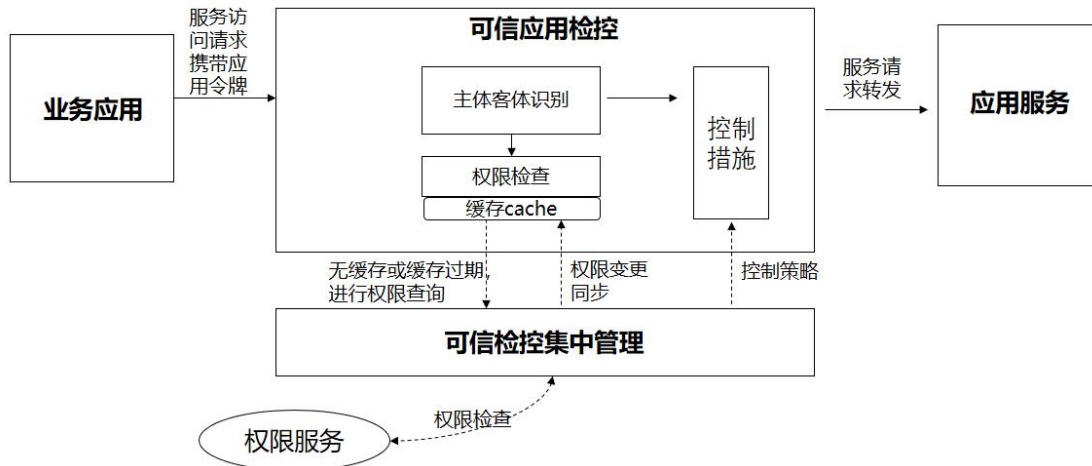 业务应用
服务访
问请求
携带应
用令牌
可信应用检控
主体客体识别
权限检查
缓存cache
控制
措施
服务请
求转发
应用服务
无缓存或缓存过期,
进行权限查询
权限变更
同步
控制策略
可信检控集中管理
权限检查
权限服务